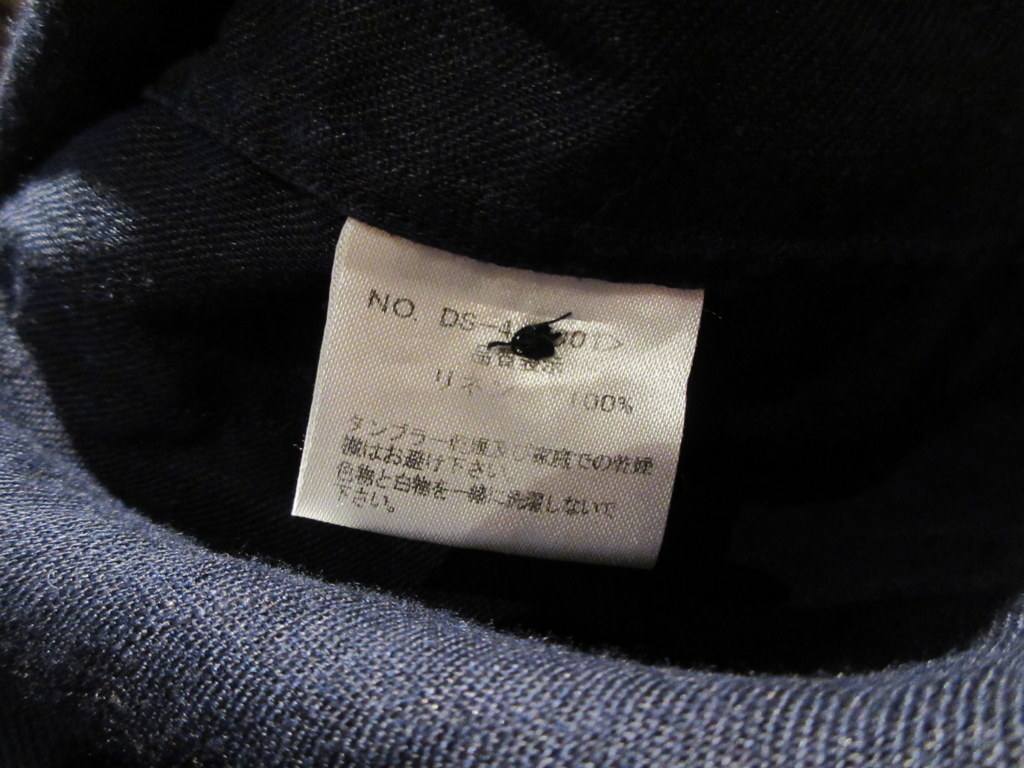 NO. DS-4
リネン 100%
タンブラー乾燥及び家庭での乾燥
機はお避け下さい。
色物と白物を一緒に洗濯しないで
下さい。